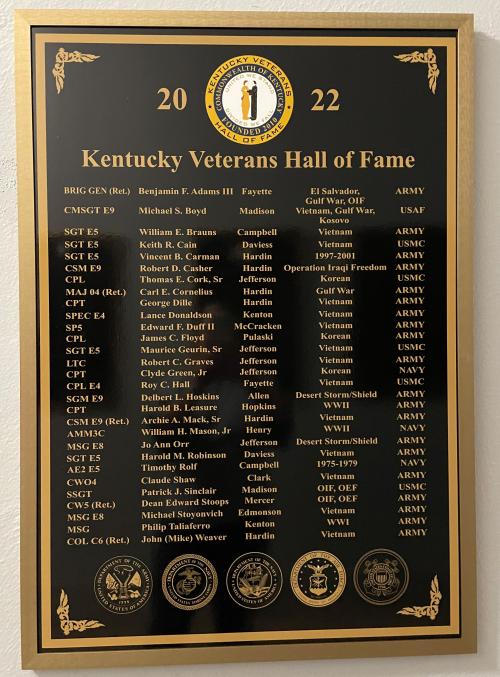 20 22
KENTUCKY VETERANS
COMMONWEALTH OF KENTUCKY
FOUNDED 2010
HALL OF FAME
Kentucky Veterans Hall of Fame
BRIG GEN (Ret.) Benjamin F. Adams III Fayette El Salvador, Gulf War, OIF ARMY
CMSGT E9 Michael S. Boyd Madison Vietnam, Gulf War, Kosovo USAF
SGT E5 William E. Brauns Campbell Vietnam ARMY
SGT E5 Keith R. Cain Daviess Vietnam USMC
SGT E5 Vincent B. Carman Hardin 1997-2001 ARMY
CSM E9 Robert D. Casher Hardin Operation Iraqi Freedom ARMY
CPL Thomas E. Cork, Sr Jefferson Korean USMC
MAJ 04 (Ret.) Carl E. Cornelius Hardin Gulf War ARMY
CPT George Dille Hardin Vietnam ARMY
SPEC E4 Lance Donaldson Kenton Vietnam ARMY
SP5 Edward F. Duff II McCracken Vietnam ARMY
CPL James C. Floyd Pulaski Korean ARMY
SGT E5 Maurice Geurin, Sr Jefferson Vietnam USMC
LTC Robert C. Graves Jefferson Vietnam ARMY
CPT Clyde Green, Jr Jefferson Korean NAVY
CPL E4 Roy C. Hall Fayette Vietnam USMC
SGM E9 Delbert L. Hoskins Allen Desert Storm/Shield ARMY
CPT Harold B. Leasure Hopkins WWII ARMY
CSM E9 (Ret.) Archie A. Mack, Sr Hardin Vietnam ARMY
AMM3C William H. Mason, Jr Henry WWII NAVY
MSG E8 Jo Ann Orr Jefferson Desert Storm/Shield ARMY
SGT E5 Harold M. Robinson Daviess Vietnam ARMY
AE2 E5 Timothy Rolf Campbell 1975-1979 NAVY
CWO4 Claude Shaw Clark Vietnam ARMY
SSGT Patrick J. Sinclair Madison OIF, OEF USMC
CW5 (Ret.) Dean Edward Stoops Mercer OIF, OEF ARMY
MSG E8 Michael Stoyonvich Edmonson Vietnam ARMY
MSG Philip Taliaferro Kenton WWI ARMY
COL C6 (Ret.) John (Mike) Weaver Hardin Vietnam ARMY
DEPARTMENT OF THE ARMY
UNITED STATES OF AMERICA